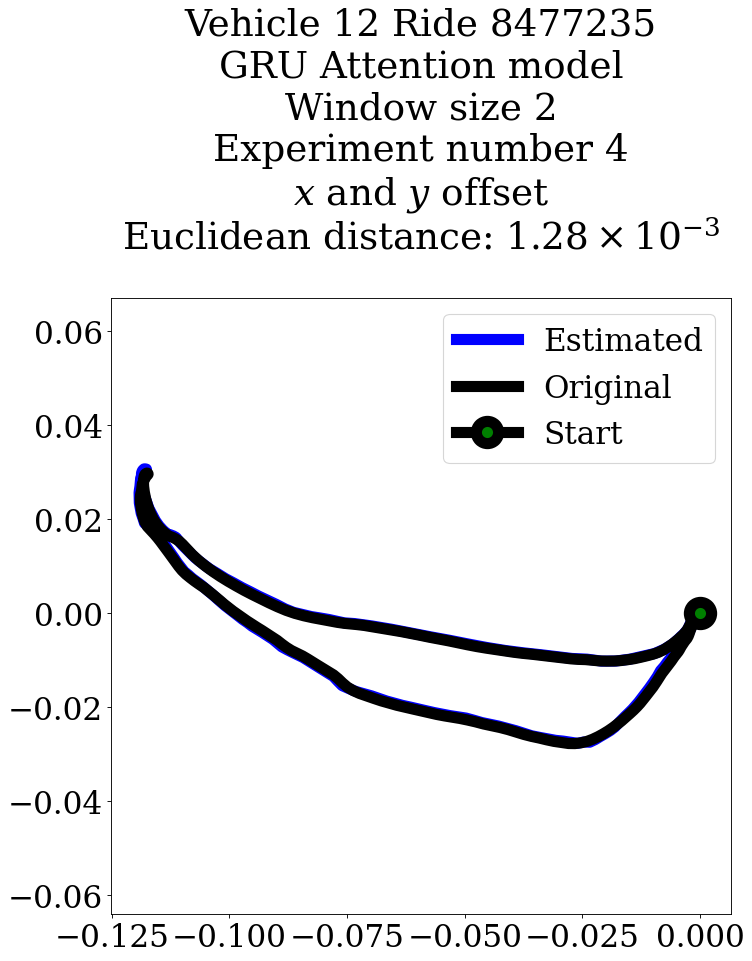 Vehicle 12 Ride 8477235
GRU Attention model
Window size 2
Experiment number 4
x and y offset
Euclidean distance: 1.28 × 10⁻³
Estimated
Original
Start
0.06
0.04
0.02
0.00
−0.02
−0.04
−0.06
−0.125 −0.100 −0.075 −0.050 −0.025 0.000